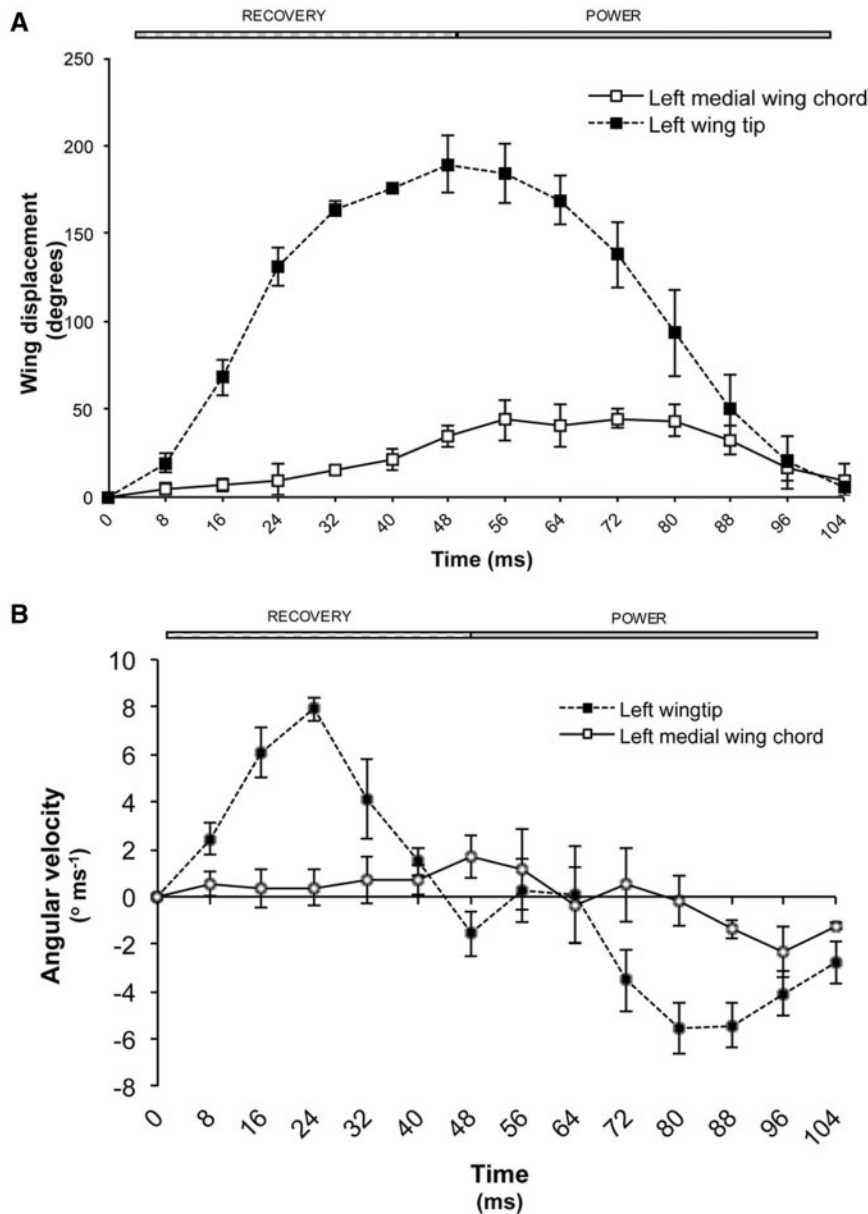 A
RECOVERY POWER
250
200
150
100
50
0
Wing displacement
(degrees)
Left medial wing chord
Left wing tip
0 8 16 24 32 40 48 56 64 72 80 88 96 104
Time (ms)
B
RECOVERY POWER
10
8
6
4
2
0
-2
-4
-6
-8
Angular velocity
(º ms-1)
Left wingtip
Left medial wing chord
0 8 16 24 32 40 48 56 64 72 80 88 96 104
Time
(ms)